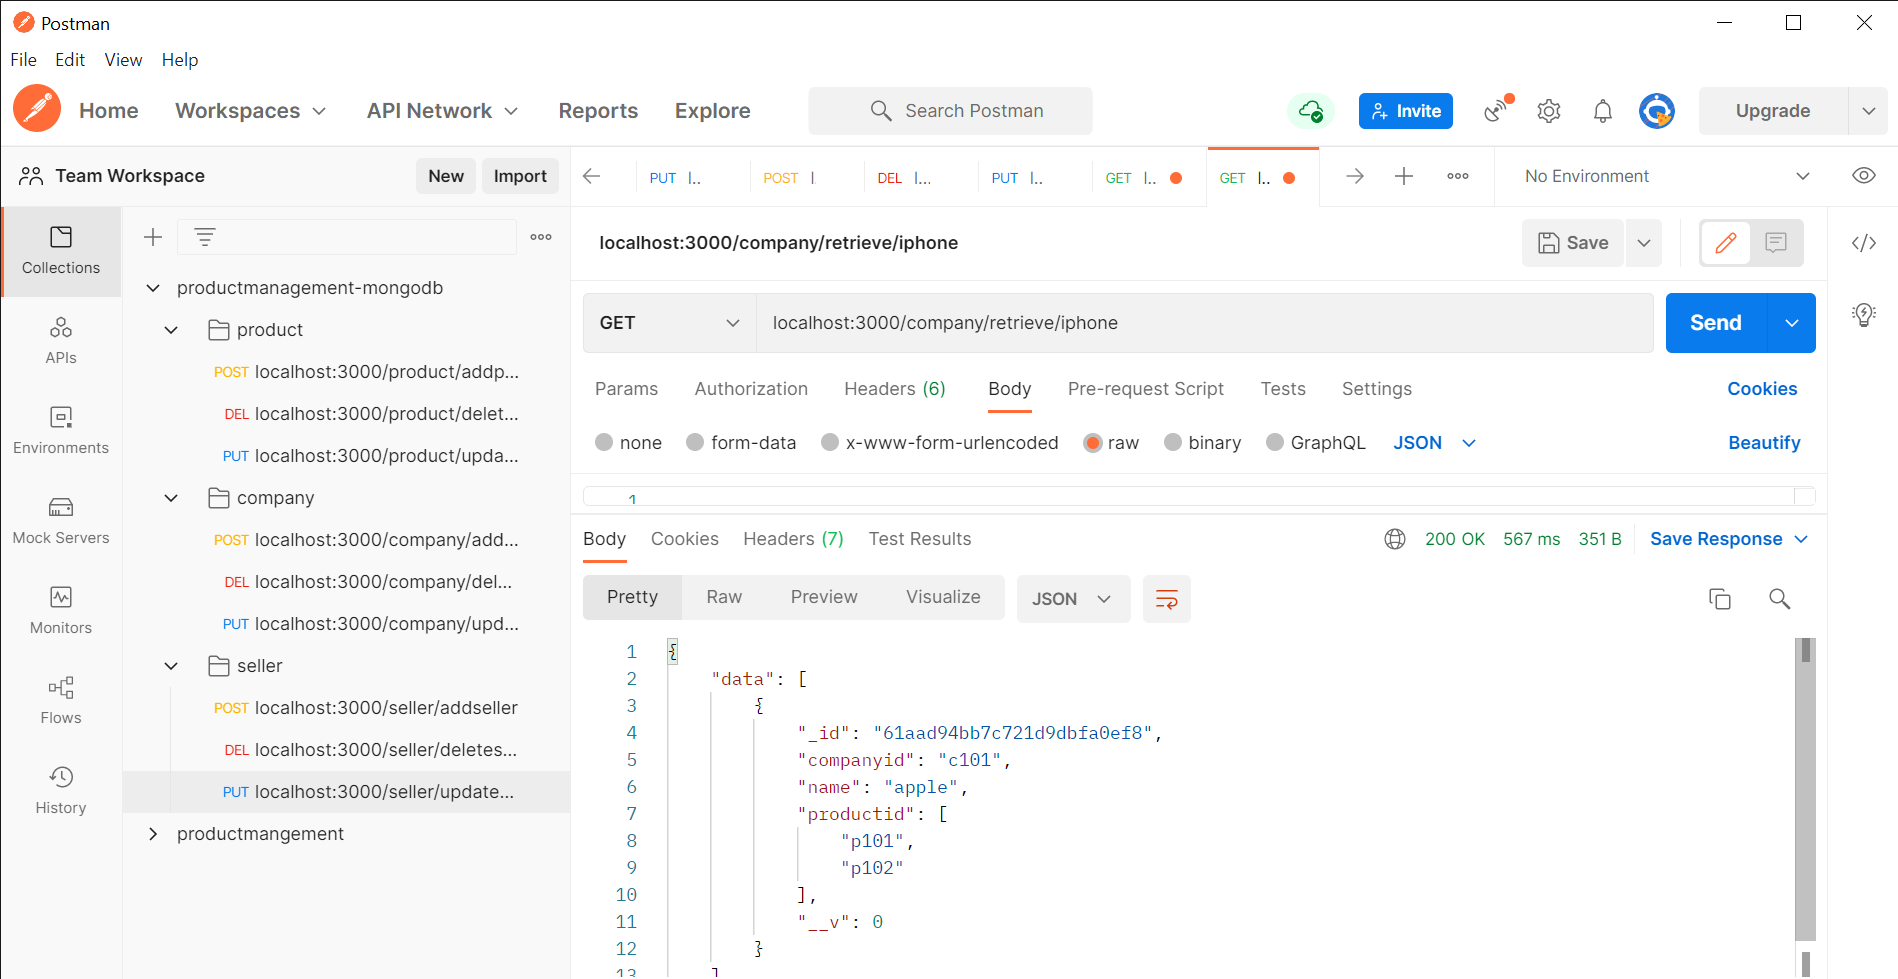 Postman
File Edit View Help
Home Workspaces API Network Reports Explore Search Postman Invite Upgrade
Team Workspace New Import
PUT l.. POST l DEL l... PUT l.. GET l.. GET l.. No Environment
Collections
APIs
Environments
Mock Servers
Monitors
Flows
History
productmanagement-mongodb
product
POST localhost:3000/product/addp...
DEL localhost:3000/product/delet...
PUT localhost:3000/product/upda...
company
POST localhost:3000/company/add...
DEL localhost:3000/company/del...
PUT localhost:3000/company/upd...
seller
POST localhost:3000/seller/addseller
DEL localhost:3000/seller/deletes...
PUT localhost:3000/seller/update...
productmangement
localhost:3000/company/retrieve/iphone Save
GET localhost:3000/company/retrieve/iphone Send
Params Authorization Headers (6) Body Pre-request Script Tests Settings Cookies
none form-data x-www-form-urlencoded raw binary GraphQL JSON Beautify
1
Body Cookies Headers (7) Test Results 200 OK 567 ms 351 B Save Response
Pretty Raw Preview Visualize JSON
1 {
2 "data": [
3 {
4 "_id": "61aad94bb7c721d9dbfa0ef8",
5 "companyid": "c101",
6 "name": "apple",
7 "productid": [
8 "p101",
9 "p102"
10 ],
11 "__v": 0
12 }
13 ]